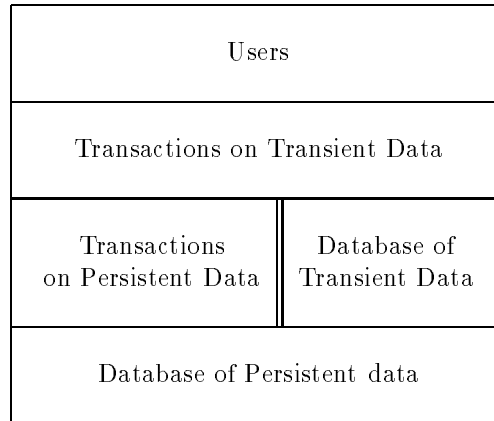 Users
Transactions on Transient Data
Transactions
on Persistent Data
Database of
Transient Data
Database of Persistent data